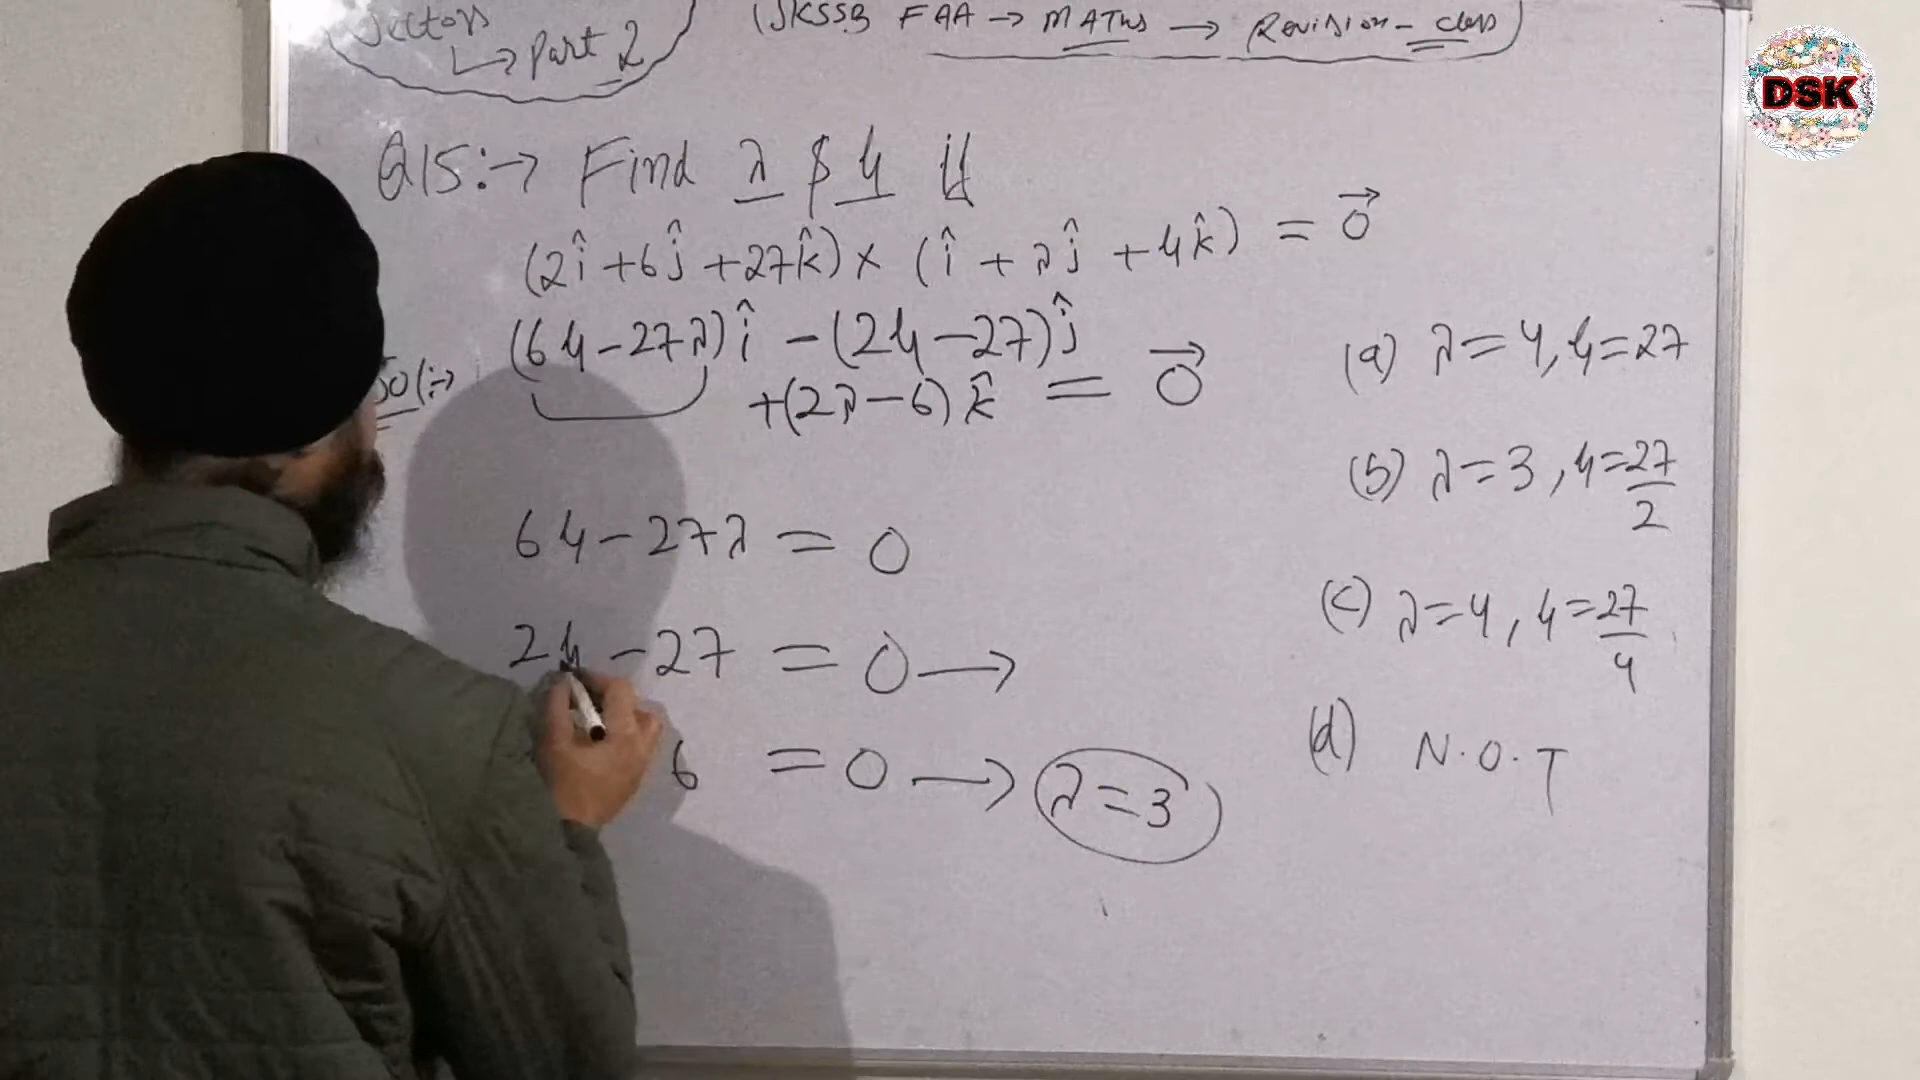 Vectors
↳ Part 2
(JKSSB FAA → MATHS → Revision-class)
DSK
Q15:→ Find λ & μ if
(2î+6ĵ+27k̂)×(î+λĵ+μk̂) = 0⃗
Sol:→ (6μ-27λ)î -(2μ-27)ĵ
+(2λ-6)k̂ = 0⃗
6μ-27λ = 0
2μ-27 = 0 →
6 = 0 → λ=3
(a) λ=4, μ=27
(b) λ=3, μ=27/2
(c) λ=4, μ=27/4
(d) N.O.T